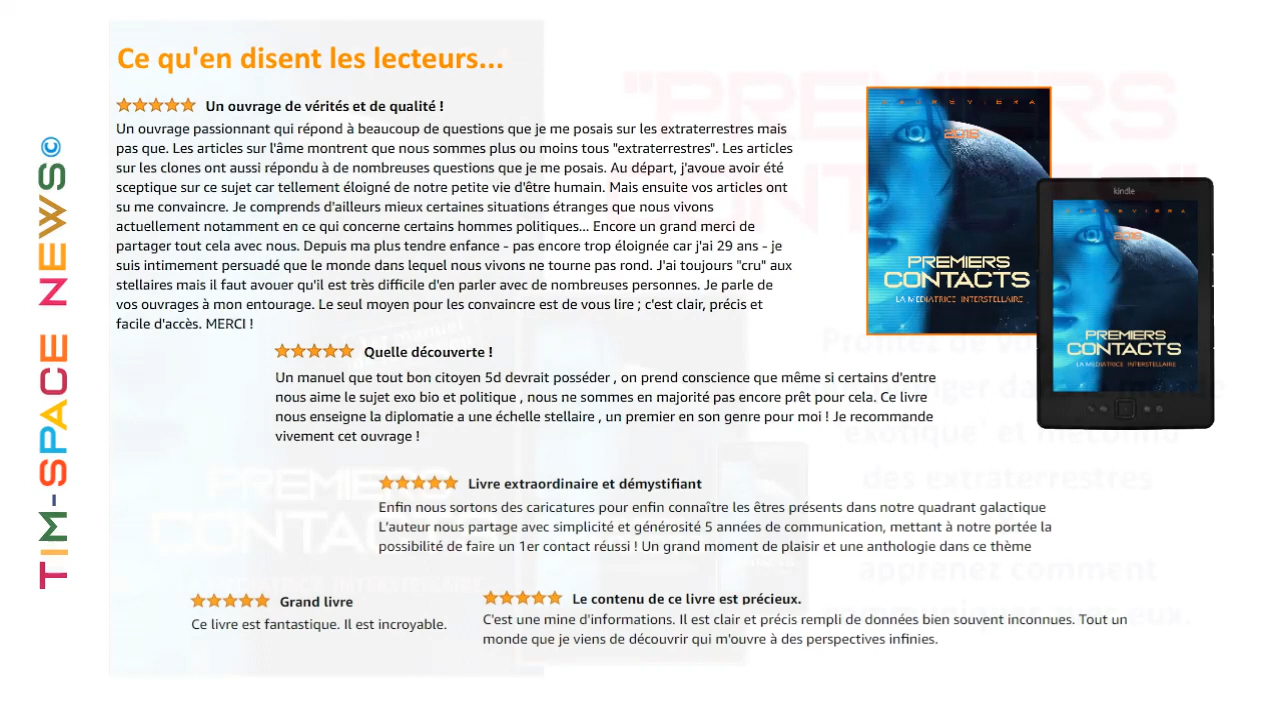 TIM-SPACE NEWS©
Ce qu'en disent les lecteurs...
Un ouvrage de vérités et de qualité !
Un ouvrage passionnant qui répond à beaucoup de questions que je me posais sur les extraterrestres mais
pas que. Les articles sur l'âme montrent que nous sommes plus ou moins tous "extraterrestres". Les articles
sur les clones ont aussi répondu à de nombreuses questions que je me posais. Au départ, j'avoue avoir été
sceptique sur ce sujet car tellement éloigné de notre petite vie d'être humain. Mais ensuite vos articles ont
su me convaincre. Je comprends d'ailleurs mieux certaines situations étranges que nous vivons
actuellement notamment en ce qui concerne certains hommes politiques... Encore un grand merci de
partager tout cela avec nous. Depuis ma plus tendre enfance - pas encore trop éloignée car j'ai 29 ans - je
suis intimement persuadé que le monde dans lequel nous vivons ne tourne pas rond. J'ai toujours "cru" aux
stellaires mais il faut avouer qu'il est très difficile d'en parler avec de nombreuses personnes. Je parle de
vos ouvrages à mon entourage. Le seul moyen pour les convaincre est de vous lire ; c'est clair, précis et
facile d'accès. MERCI !
Quelle découverte !
Un manuel que tout bon citoyen 5d devrait posséder , on prend conscience que même si certains d'entre
nous aime le sujet exo bio et politique , nous ne sommes en majorité pas encore prêt pour cela. Ce livre
nous enseigne la diplomatie a une échelle stellaire , un premier en son genre pour moi ! Je recommande
vivement cet ouvrage !
Livre extraordinaire et démystifiant
Enfin nous sortons des caricatures pour enfin connaître les êtres présents dans notre quadrant galactique
L'auteur nous partage avec simplicité et générosité 5 années de communication, mettant à notre portée la
possibilité de faire un 1er contact réussi ! Un grand moment de plaisir et une anthologie dans ce thème
Grand livre
Ce livre est fantastique. Il est incroyable.
Le contenu de ce livre est précieux.
C'est une mine d'informations. Il est clair et précis rempli de données bien souvent inconnues. Tout un
monde que je viens de découvrir qui m'ouvre à des perspectives infinies.
"PREMIERS
CONTACTS"
2018
PREMIERS
CONTACTS
LA MEDIATRICE INTERSTELLAIRE
kindle
2018
PREMIERS
CONTACTS
LA MEDIATRICE INTERSTELLAIRE
PREMIERS
CONTACTS
Profitez de
exotique' et méconnu
des extraterrestres
apprenez comment